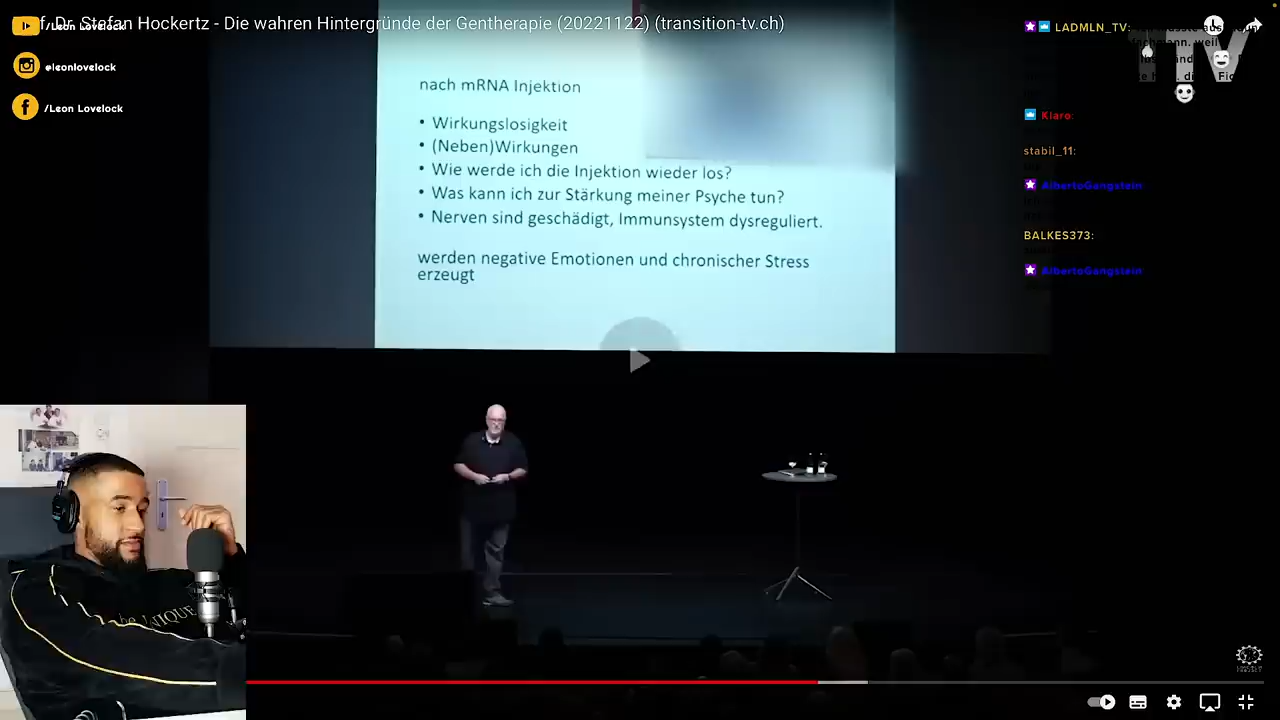 f. Dr. Stefan Hockertz - Die wahren Hintergründe der Gentherapie (20221122) (transition-tv.ch)
/Leon Lovelock
@leonlovelock
/Leon Lovelock
nach mRNA Injektion
• Wirkungslosigkeit
• (Neben)Wirkungen
• Wie werde ich die Injektion wieder los?
• Was kann ich zur Stärkung meiner Psyche tun?
• Nerven sind geschädigt, Immunsystem dysreguliert.
werden negative Emotionen und chronischer Stress
erzeugt
LADMLN_TV:
TV
Klaro:
stabil_11:
AlbertoGangstein
BALKES373:
AlbertoGangstein
UNIQUE